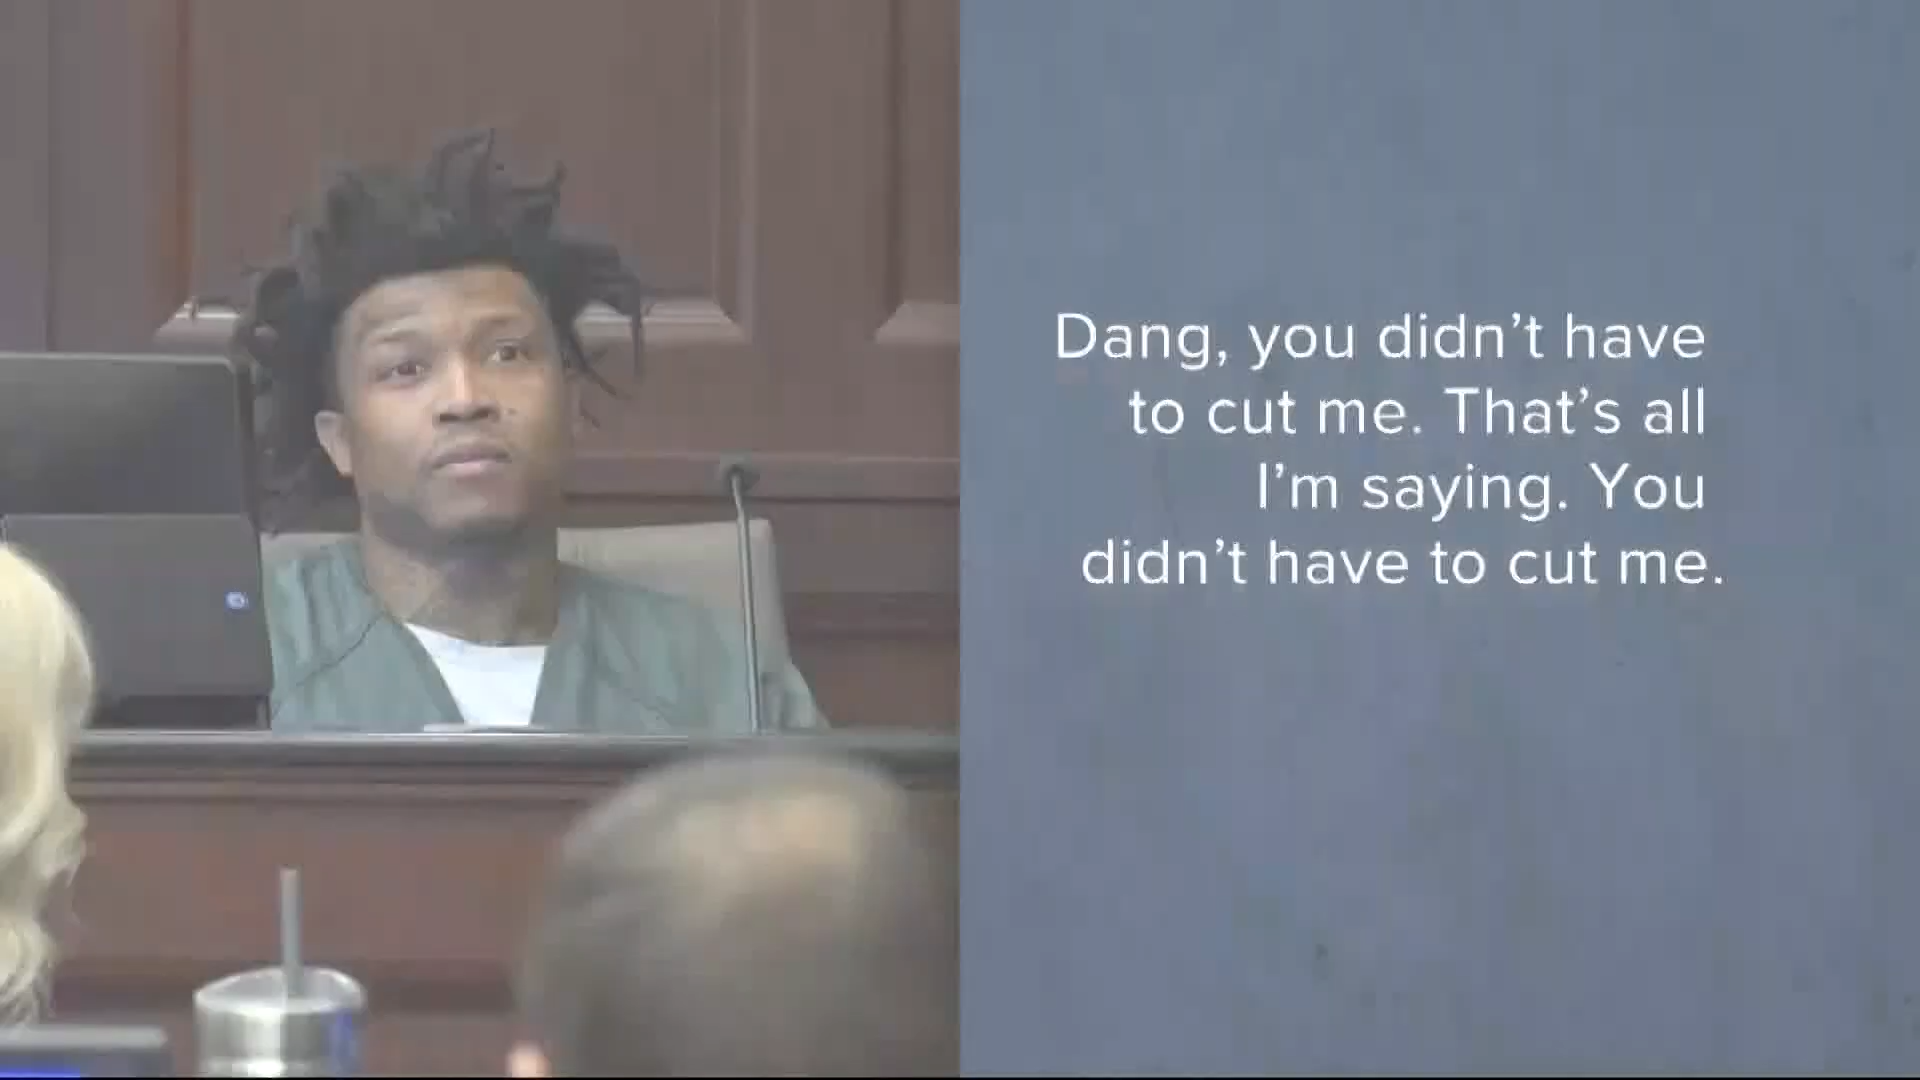 Dang, you didn’t have
to cut me. That’s all
I’m saying. You
didn’t have to cut me.